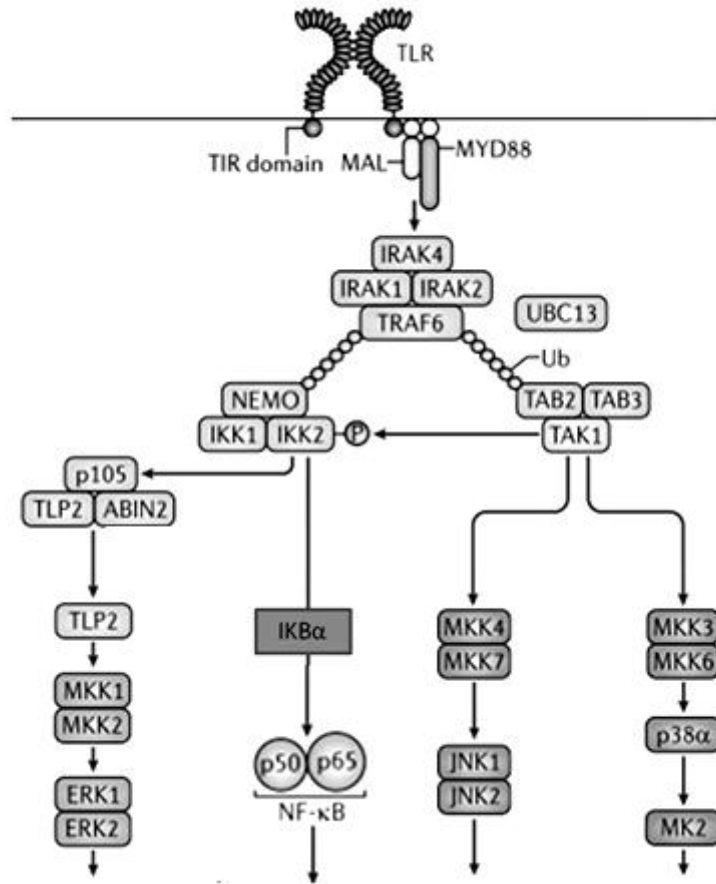 TLR
TIR domain
MAL
MYD88
IRAK4
IRAK1 IRAK2
TRAF6
UBC13
Ub
NEMO
IKK1 IKK2 P
TAB2 TAB3
TAK1
p105
TLP2 ABIN2
TLP2
MKK1
MKK2
ERK1
ERK2
IKBα
p50 p65
NF-κB
MKK4
MKK7
JNK1
JNK2
MKK3
MKK6
p38α
MK2